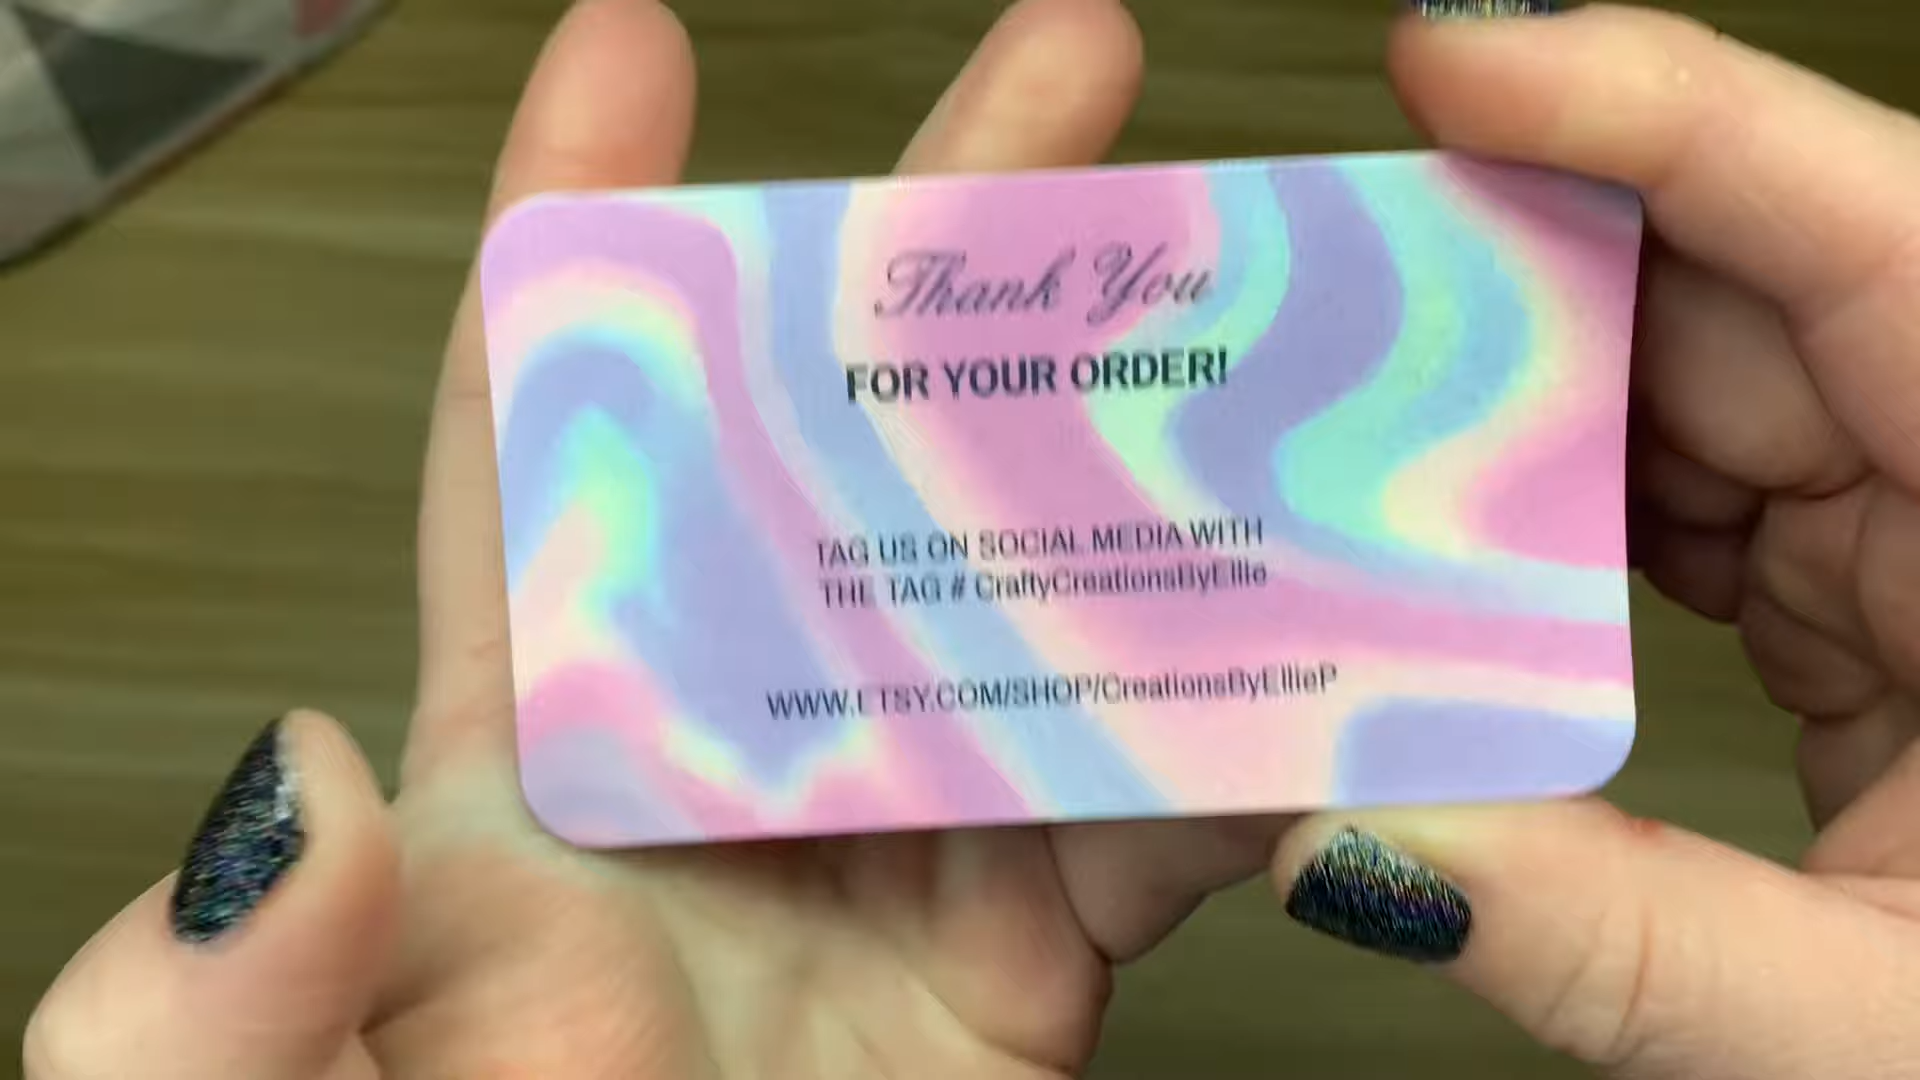 Thank You
FOR YOUR ORDER!
TAG US ON SOCIAL MEDIA WITH
THE TAG # CraftyCreationsByEllie
WWW.ETSY.COM/SHOP/CreationsByEllieP